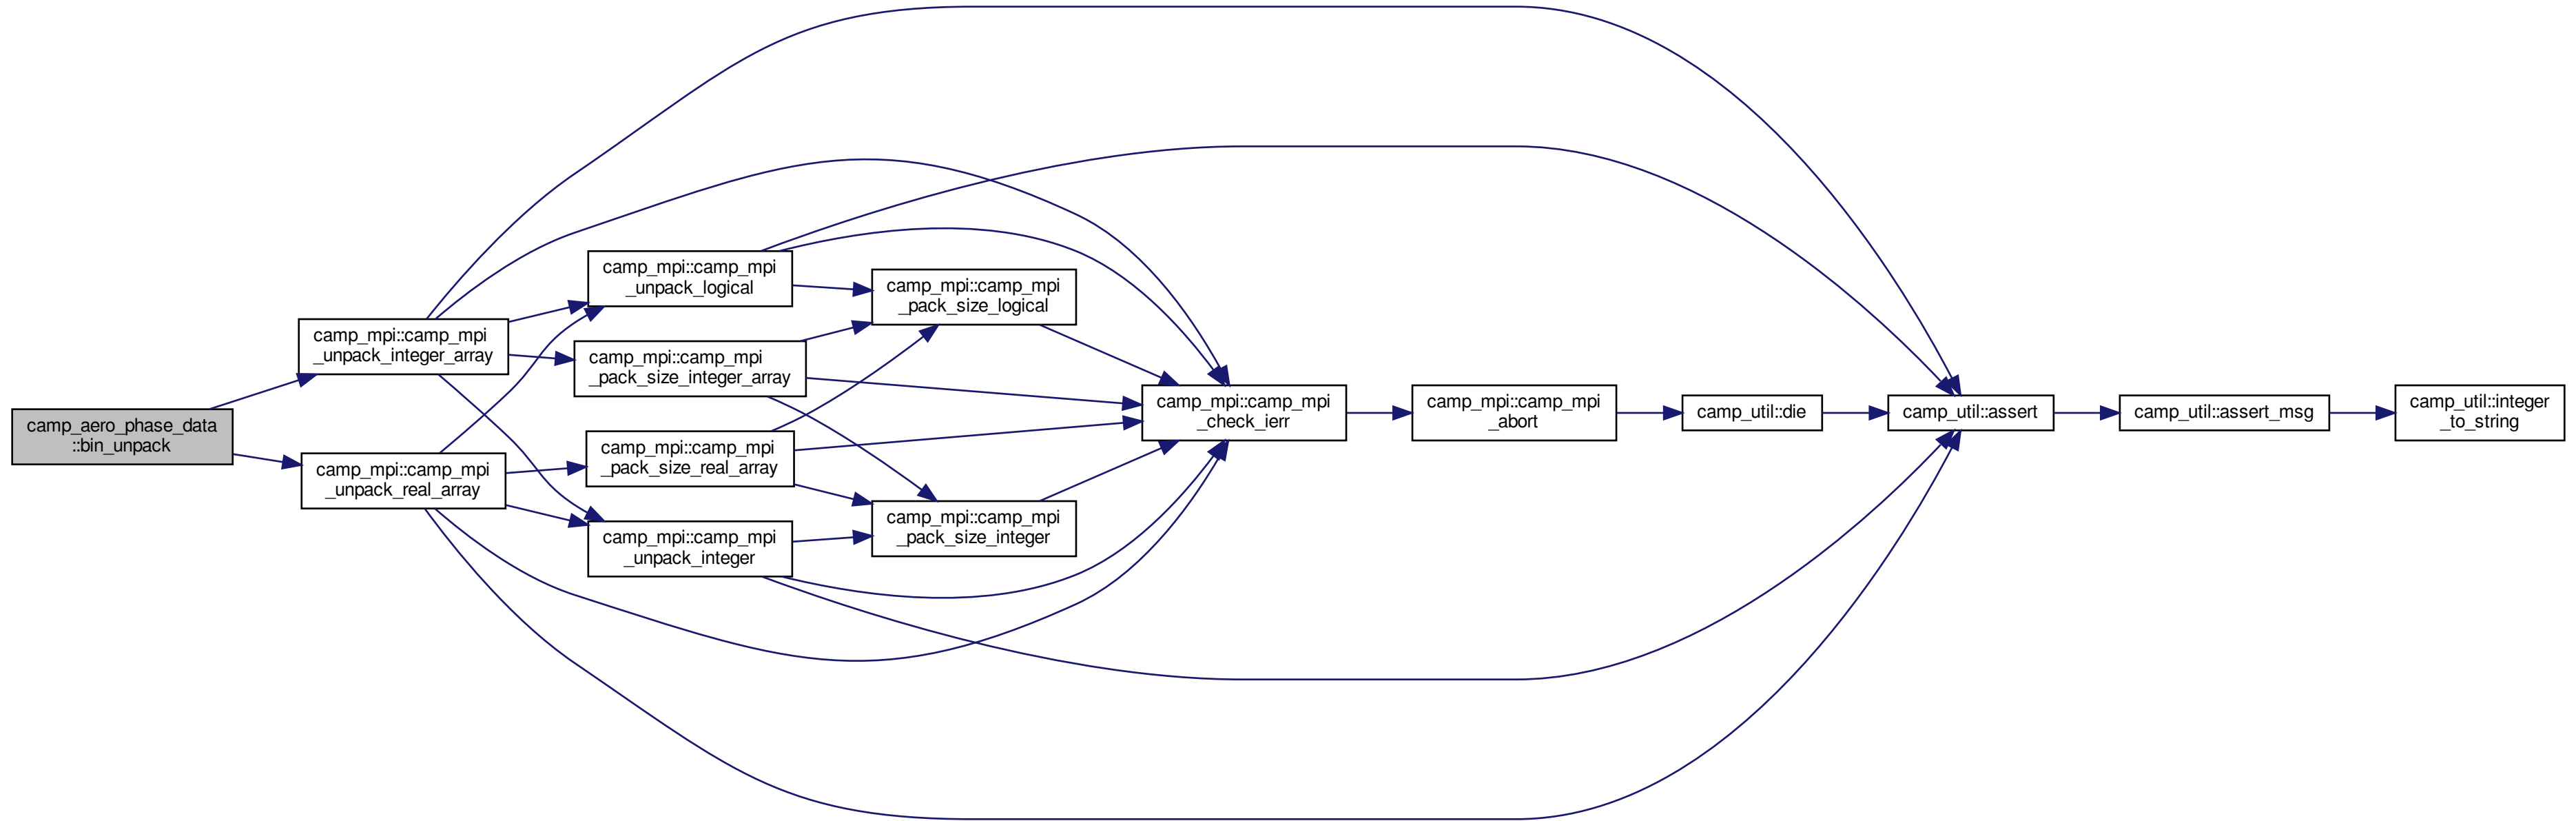 camp_aero_phase_data
::bin_unpack
camp_mpi::camp_mpi
_unpack_integer_array
camp_mpi::camp_mpi
_unpack_real_array
camp_mpi::camp_mpi
_unpack_logical
camp_mpi::camp_mpi
_pack_size_integer_array
camp_mpi::camp_mpi
_pack_size_real_array
camp_mpi::camp_mpi
_unpack_integer
camp_mpi::camp_mpi
_pack_size_logical
camp_mpi::camp_mpi
_pack_size_integer
camp_mpi::camp_mpi
_check_ierr
camp_mpi::camp_mpi
_abort
camp_util::die
camp_util::assert
camp_util::assert_msg
camp_util::integer
_to_string